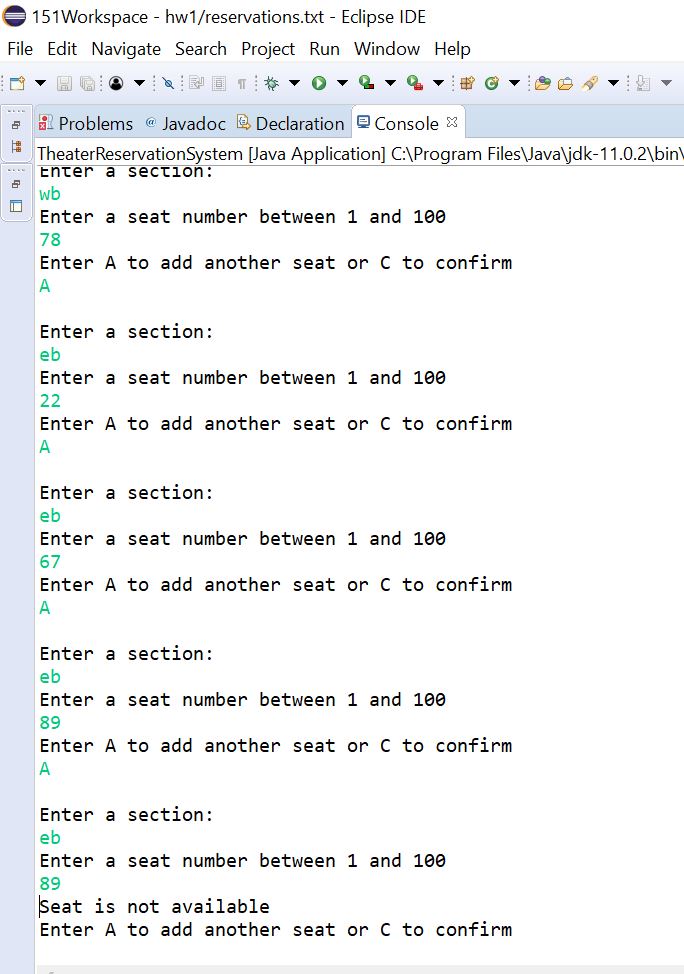 151Workspace - hw1/reservations.txt - Eclipse IDE
File Edit Navigate Search Project Run Window Help
Problems @ Javadoc Declaration Console
TheaterReservationSystem [Java Application] C:\Program Files\Java\jdk-11.0.2\bin\
Enter a section:
wb
Enter a seat number between 1 and 100
78
Enter A to add another seat or C to confirm
A
Enter a section:
eb
Enter a seat number between 1 and 100
22
Enter A to add another seat or C to confirm
A
Enter a section:
eb
Enter a seat number between 1 and 100
67
Enter A to add another seat or C to confirm
A
Enter a section:
eb
Enter a seat number between 1 and 100
89
Enter A to add another seat or C to confirm
A
Enter a section:
eb
Enter a seat number between 1 and 100
89
Seat is not available
Enter A to add another seat or C to confirm